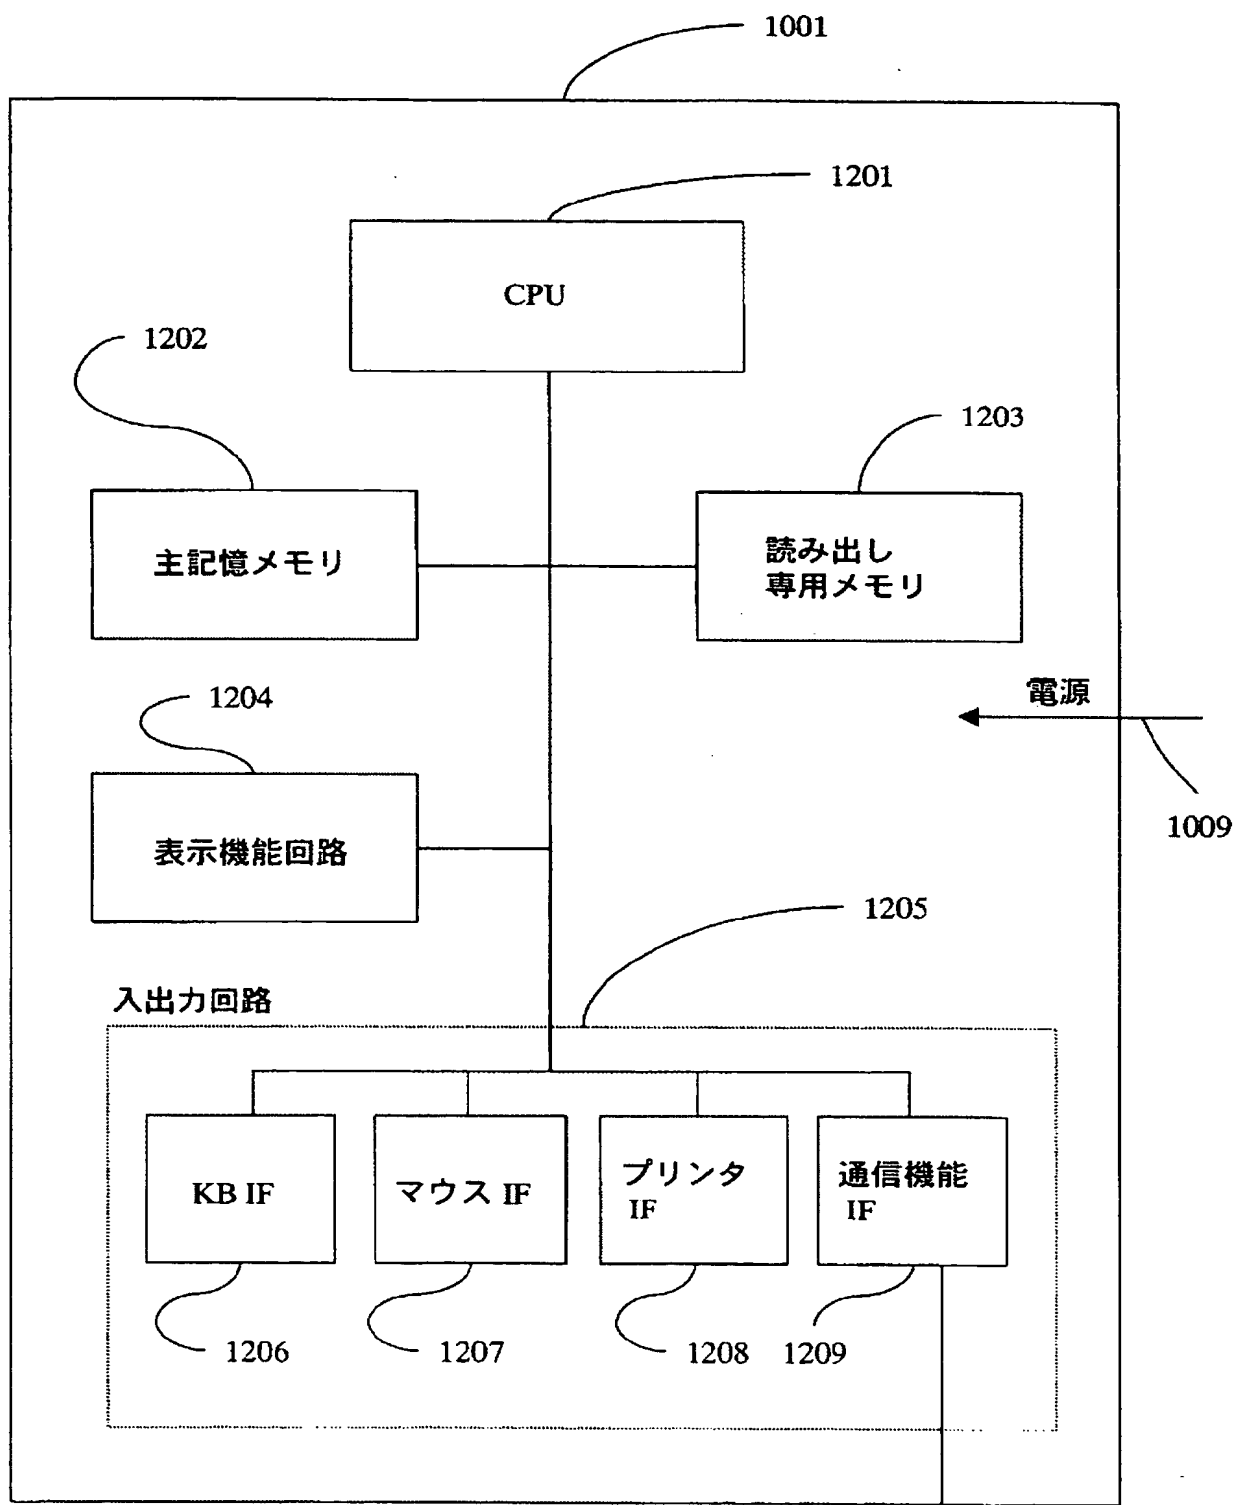 1001
1201
CPU
1202
1203
主記憶メモリ
読み出し
専用メモリ
1204
電源
1009
表示機能回路
1205
入出力回路
KB IF
マウス IF
プリンタ
IF
通信機能
IF
1206
1207
1208
1209